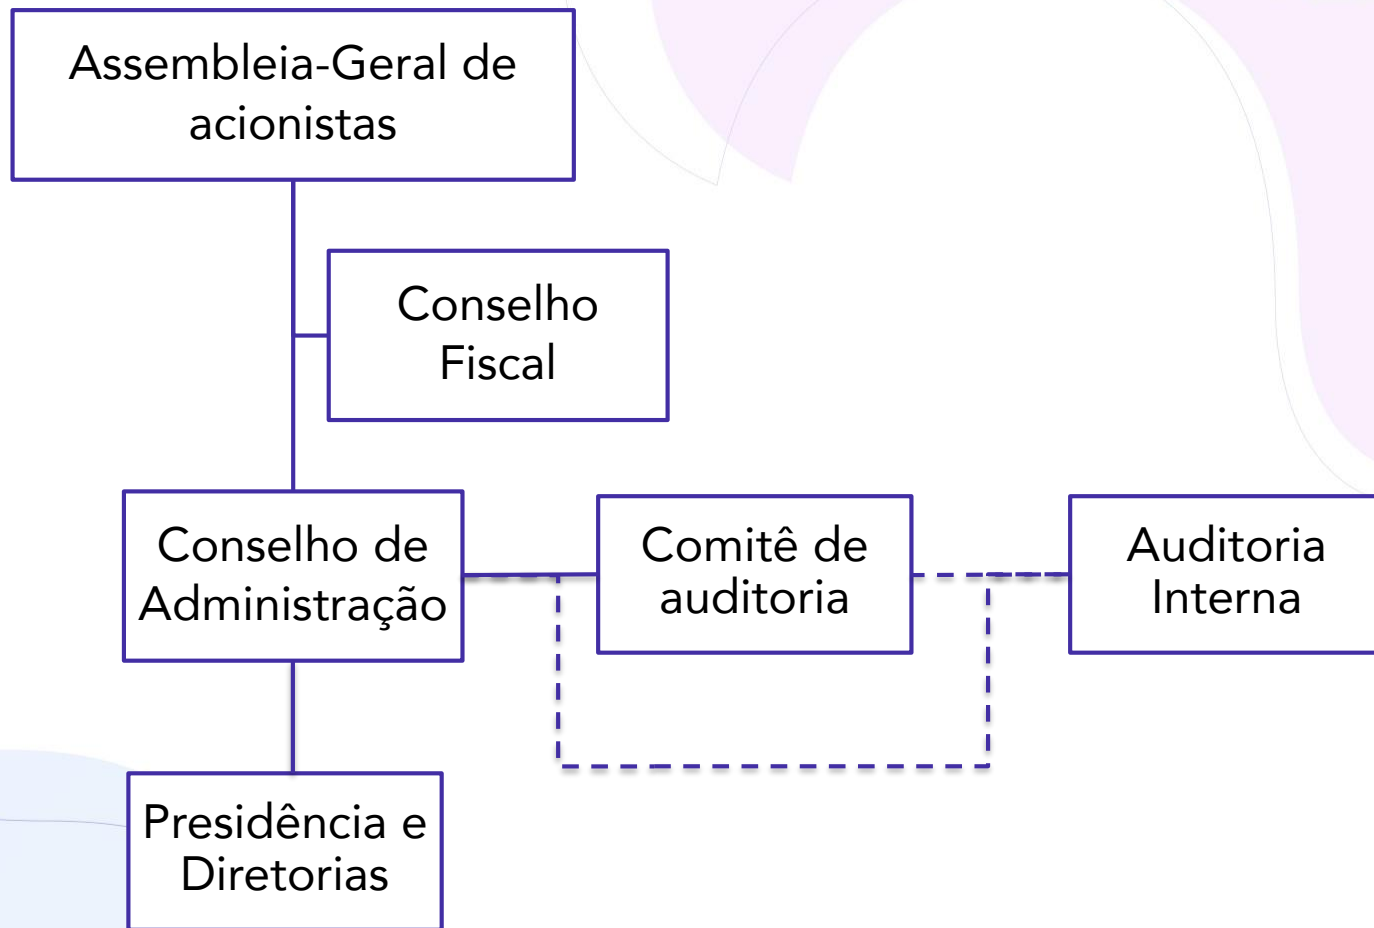 Assembleia-Geral de
acionistas
Conselho
Fiscal
Conselho de
Administração
Comitê de
auditoria
Auditoria
Interna
Presidência e
Diretorias